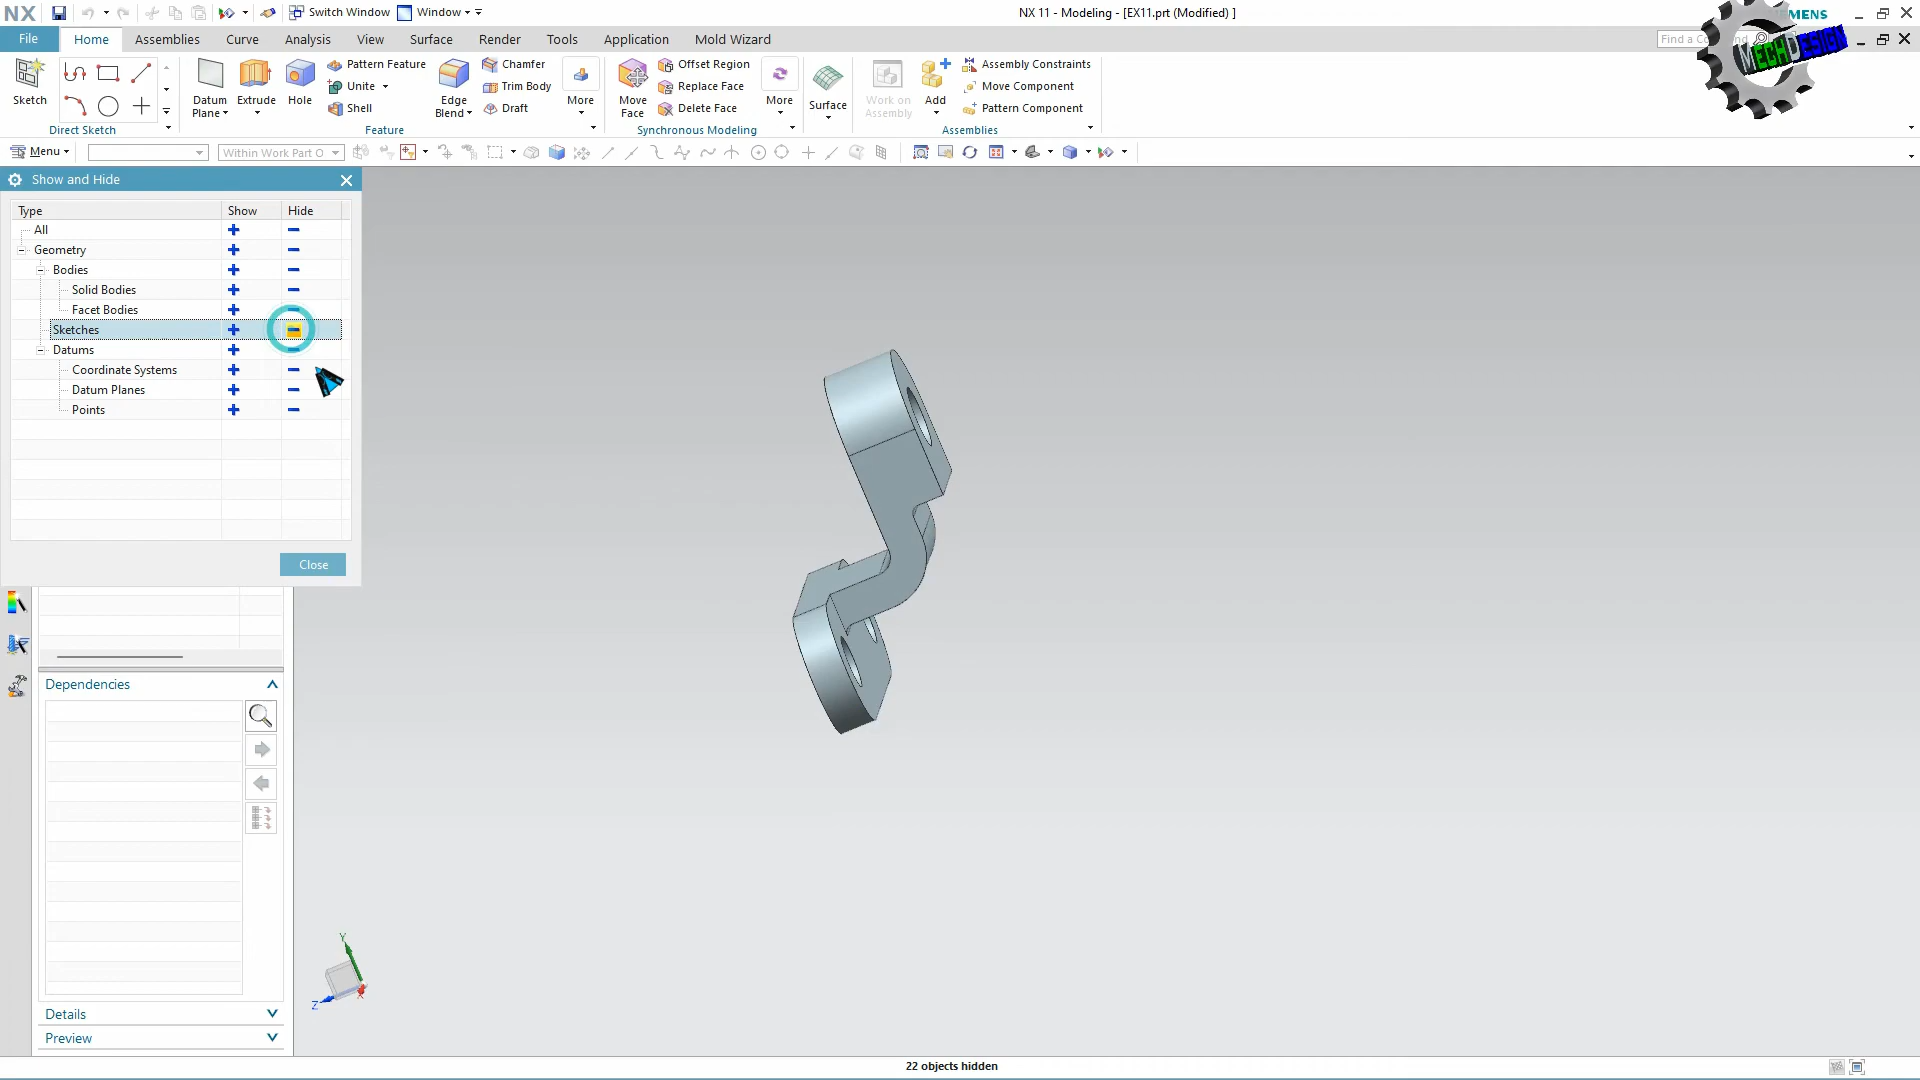 NX
Switch Window
Window
NX 11 - Modeling - [EX11.prt (Modified) ]
File
Home
Assemblies
Curve
Analysis
View
Surface
Render
Tools
Application
Mold Wizard
Find a
MECHDESIGN
Sketch
Direct Sketch
Datum
Plane
Extrude
Hole
Pattern Feature
Unite
Shell
Edge
Blend
Chamfer
Trim Body
Draft
More
Feature
Move
Face
Offset Region
Replace Face
Delete Face
More
Synchronous Modeling
Surface
Work on
Assembly
Add
Assembly Constraints
Move Component
Pattern Component
Assemblies
Menu
Within Work Part O
Show and Hide
Type
Show
Hide
All
Geometry
Bodies
Solid Bodies
Facet Bodies
Sketches
Datums
Coordinate Systems
Datum Planes
Points
Close
Dependencies
Details
Preview
Y
Z
X
22 objects hidden